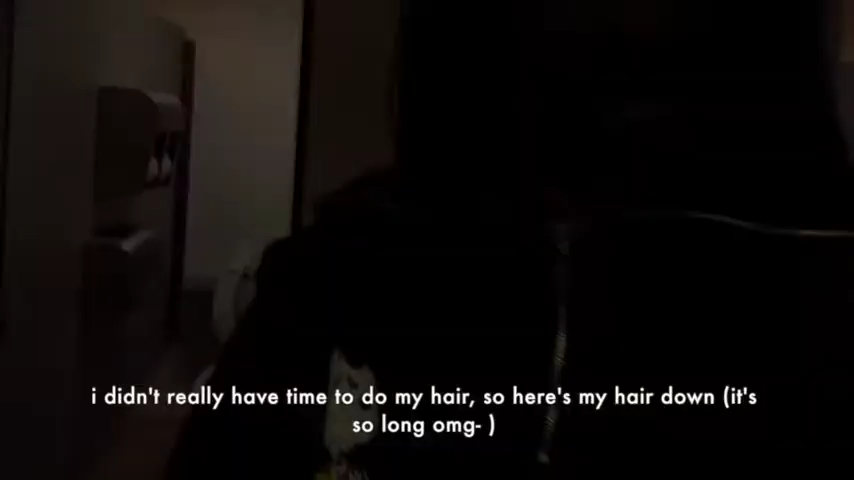 i didn't really have time to do my hair, so here's my hair down (it's
so long omg- )